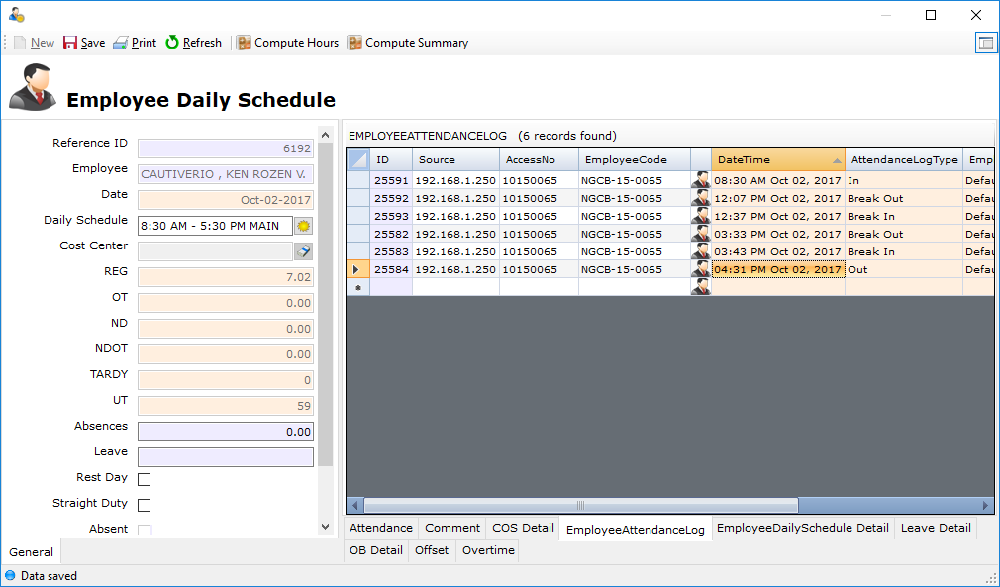 New Save Print Refresh Compute Hours Compute Summary
Employee Daily Schedule
Reference ID 6192
Employee CAUTIVERIO , KEN ROZEN V.
Date Oct-02-2017
Daily Schedule 8:30 AM - 5:30 PM MAIN
Cost Center
REG 7.02
OT 0.00
ND 0.00
NDOT 0.00
TARDY 0
UT 59
Absences 0.00
Leave
Rest Day
Straight Duty
Absent
General
EMPLOYEEATTENDANCELOG (6 records found)
ID Source AccessNo EmployeeCode DateTime AttendanceLogType Emp
25591 192.168.1.250 10150065 NGCB-15-0065 08:30 AM Oct 02, 2017 In Defau
25592 192.168.1.250 10150065 NGCB-15-0065 12:07 PM Oct 02, 2017 Break Out Defau
25593 192.168.1.250 10150065 NGCB-15-0065 12:37 PM Oct 02, 2017 Break In Defau
25582 192.168.1.250 10150065 NGCB-15-0065 03:33 PM Oct 02, 2017 Break Out Defau
25583 192.168.1.250 10150065 NGCB-15-0065 03:43 PM Oct 02, 2017 Break In Defau
25584 192.168.1.250 10150065 NGCB-15-0065 04:31 PM Oct 02, 2017 Out Defau
Attendance Comment COS Detail EmployeeAttendanceLog EmployeeDailySchedule Detail Leave Detail
OB Detail Offset Overtime
Data saved